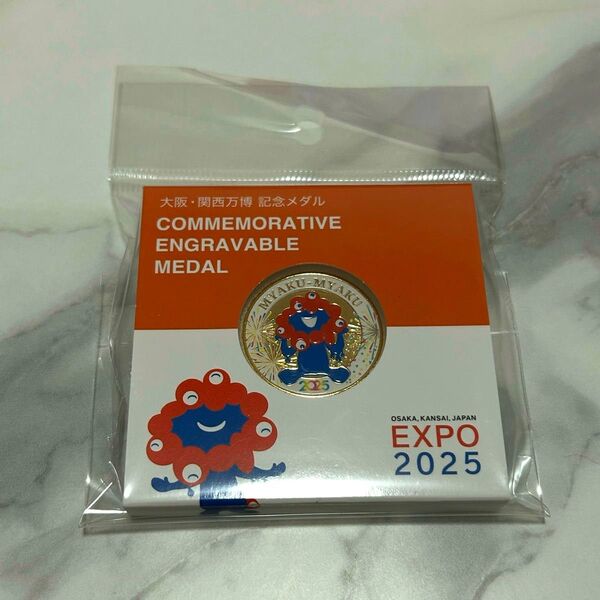 大阪・関西万博 記念メダル
COMMEMORATIVE
ENGRAVABLE
MEDAL
MYAKU-MYAKU
2025
OSAKA, KANSAI, JAPAN
EXPO
2025